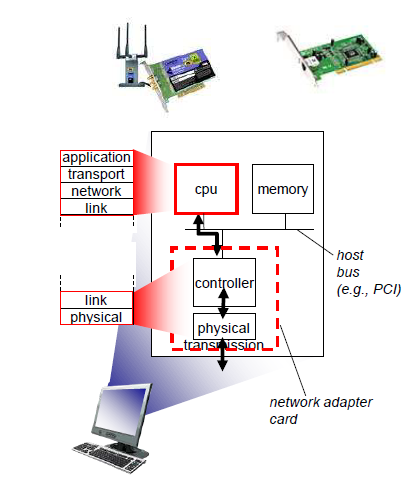 application
transport
network
link
cpu
memory
host
bus
(e.g., PCI)
controller
link
physical
physical
transmission
network adapter
card